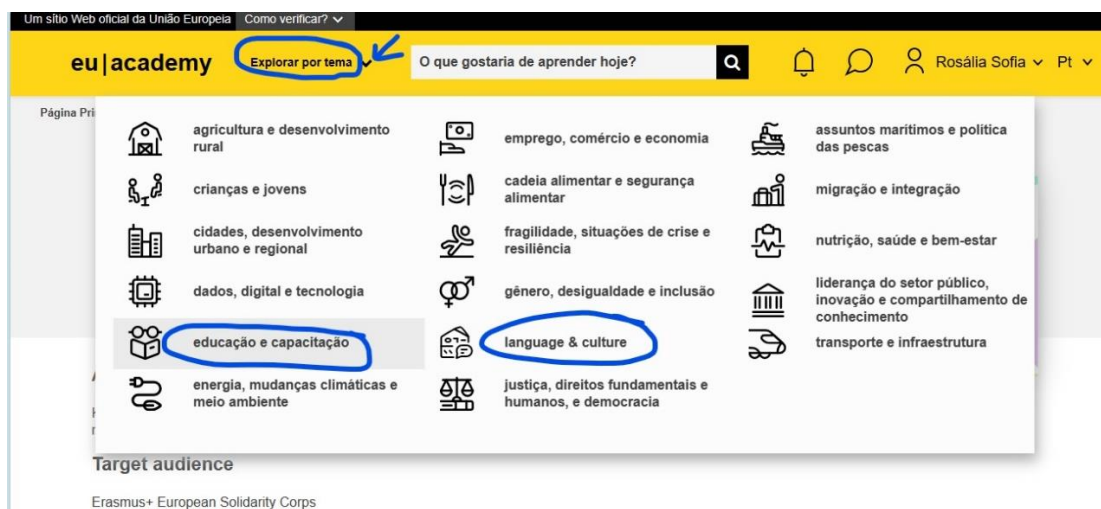 Um sítio Web oficial da União Europeia Como verificar?
eu|academy Explorar por tema O que gostaria de aprender hoje? Rosália Sofia Pt
Página Pri
agricultura e desenvolvimento
rural
crianças e jovens
cidades, desenvolvimento
urbano e regional
dados, digital e tecnologia
educação e capacitação
energia, mudanças climáticas e
meio ambiente
emprego, comércio e economia
cadeia alimentar e segurança
alimentar
fragilidade, situações de crise e
resiliência
gênero, desigualdade e inclusão
language & culture
justiça, direitos fundamentais e
humanos, e democracia
assuntos marítimos e política
das pescas
migração e integração
nutrição, saúde e bem-estar
liderança do setor público,
inovação e compartilhamento de
conhecimento
transporte e infraestrutura
Target audience
Erasmus+ European Solidarity Corps